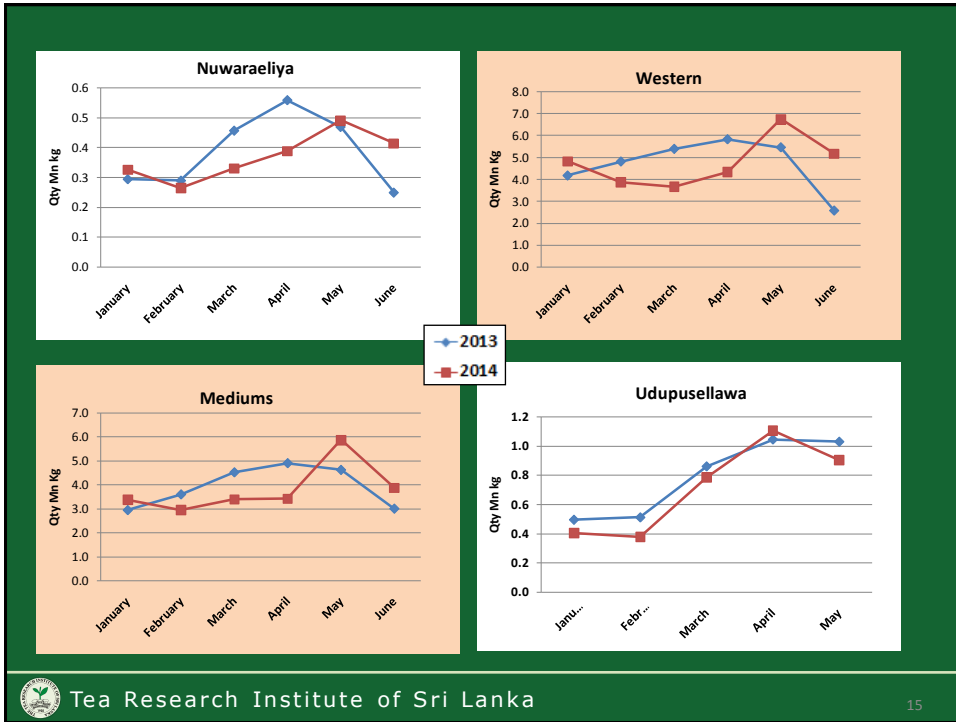 Nuwaraeliya
Qty Mn kg
0.6
0.5
0.4
0.3
0.2
0.1
0.0
January
February
March
April
May
June
Western
Qty Mn Kg
8.0
7.0
6.0
5.0
4.0
3.0
2.0
1.0
0.0
January
February
March
April
May
June
2013
2014
Mediums
Qty Mn Kg
7.0
6.0
5.0
4.0
3.0
2.0
1.0
0.0
January
February
March
April
May
June
Udupusellawa
Qty Mn kg
1.2
1.0
0.8
0.6
0.4
0.2
0.0
Janu...
Febr...
March
April
May
Tea Research Institute of Sri Lanka
15